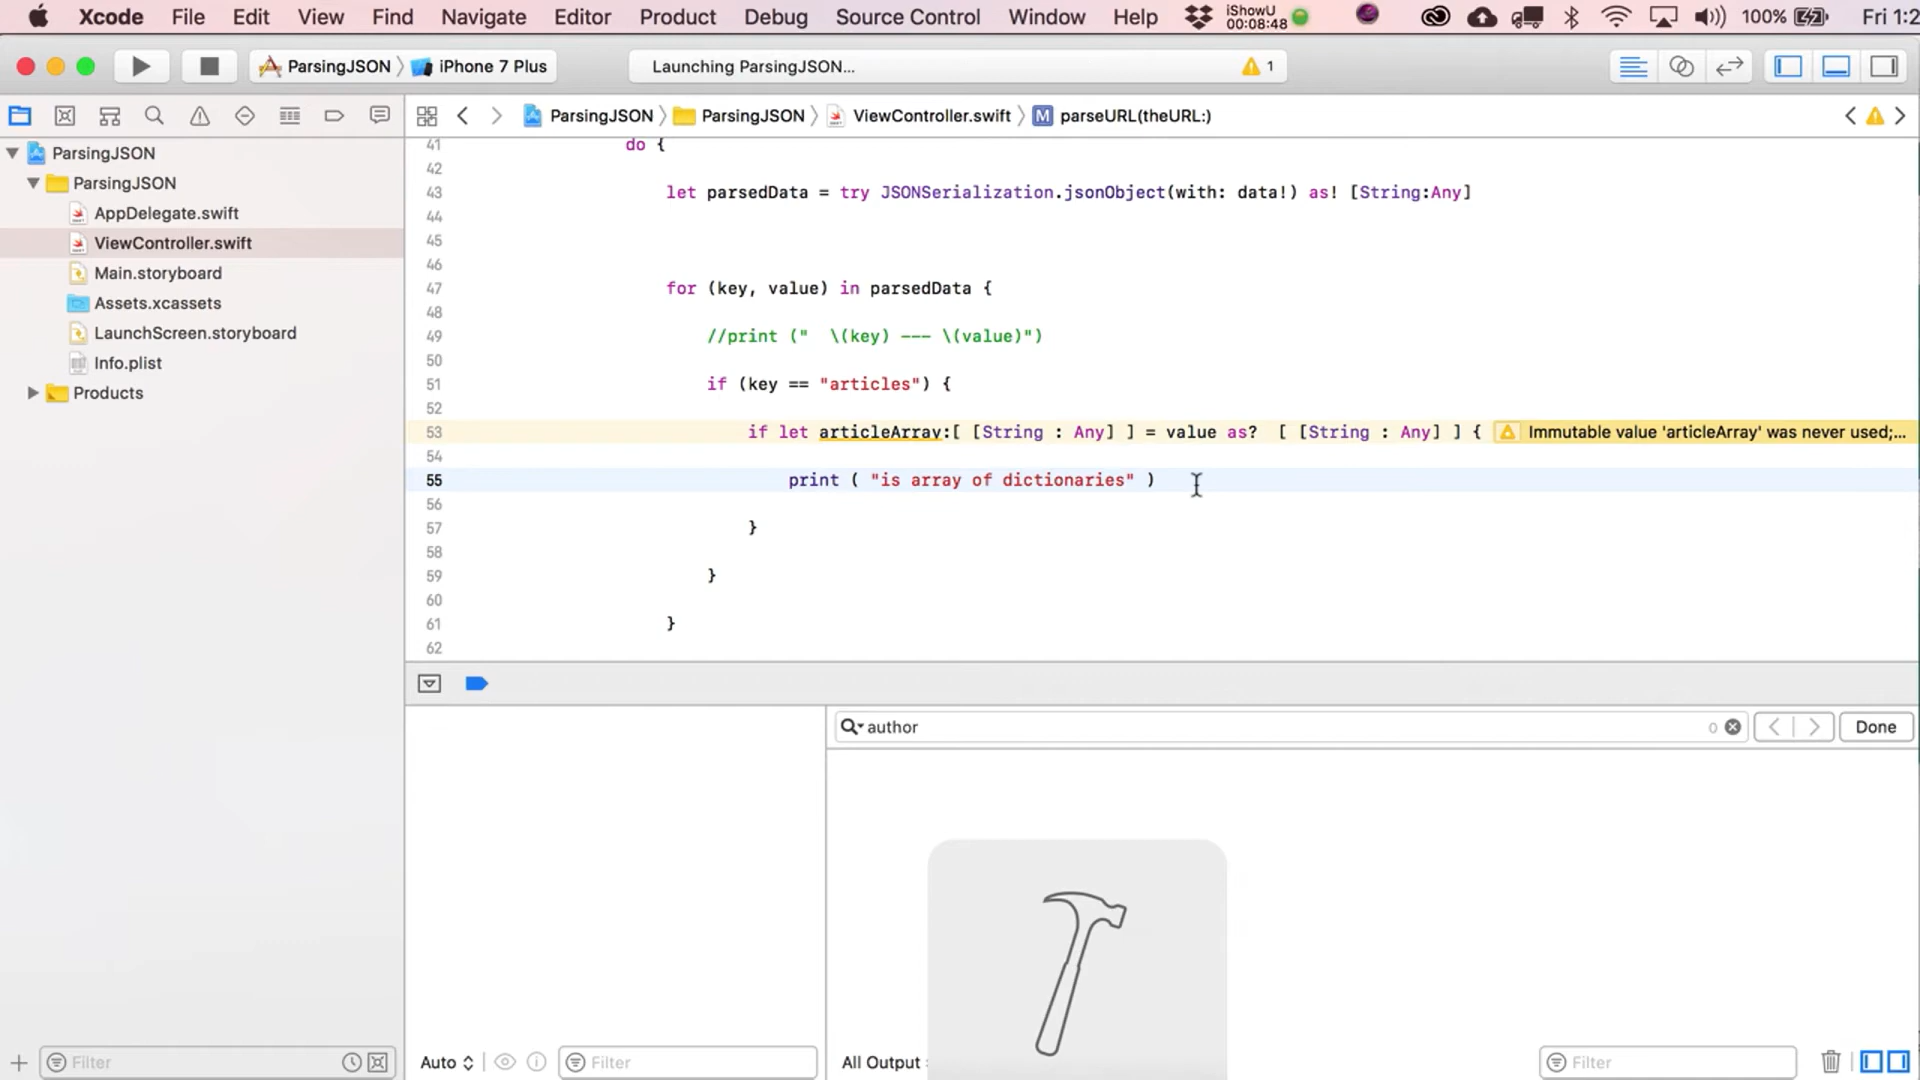 Xcode File Edit View Find Navigate Editor Product Debug Source Control Window Help iShowU 00:08:48 100% Fri 1:2
ParsingJSON iPhone 7 Plus Launching ParsingJSON... 1
ParsingJSON ParsingJSON ViewController.swift M parseURL(theURL:)
ParsingJSON
ParsingJSON
AppDelegate.swift
ViewController.swift
Main.storyboard
Assets.xcassets
LaunchScreen.storyboard
Info.plist
Products
41 do {
42
43 let parsedData = try JSONSerialization.jsonObject(with: data!) as! [String:Any]
44
45
46
47 for (key, value) in parsedData {
48
49 //print ("  \(key) --- \(value)")
50
51 if (key == "articles") {
52
53 if let articleArray:[ [String : Any] ] = value as?  [ [String : Any] ] { Immutable value 'articleArray' was never used;...
54
55 print ( "is array of dictionaries" )
56
57 }
58
59 }
60
61 }
62
author 0 Done
Filter Auto Filter All Output Filter